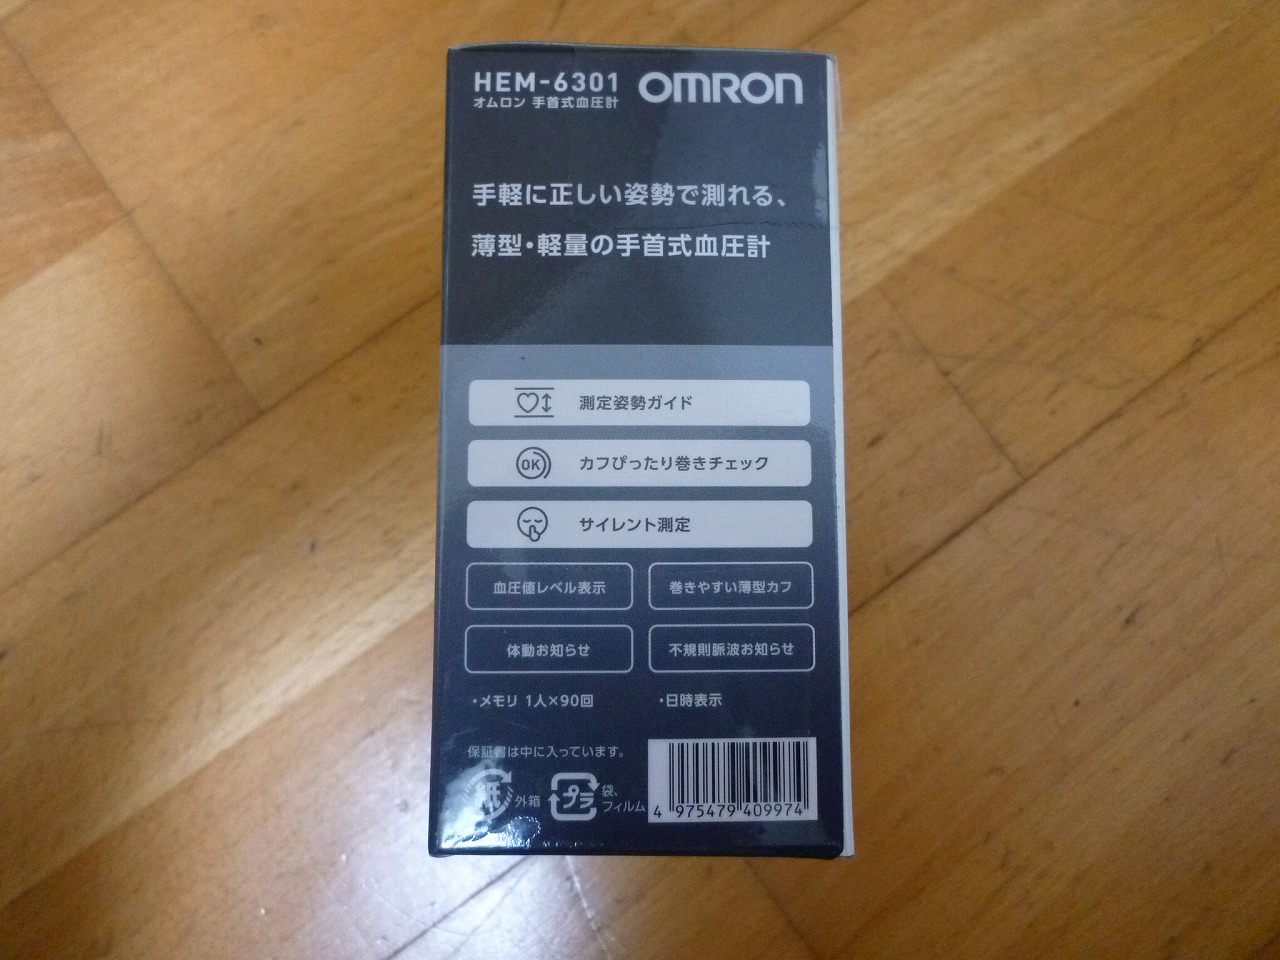 HEM-6301 OMRON
オムロン 手首式血圧計
手軽に正しい姿勢で測れる、
薄型・軽量の手首式血圧計
測定姿勢ガイド
OK カフぴったり巻きチェック
サイレント測定
血圧値レベル表示 巻きやすい薄型カフ
体動お知らせ 不規則脈波お知らせ
・メモリ 1人×90回 ・日時表示
保証書は中に入っています。
紙 外箱 プラ 袋、
フィルム
4 975479 409974